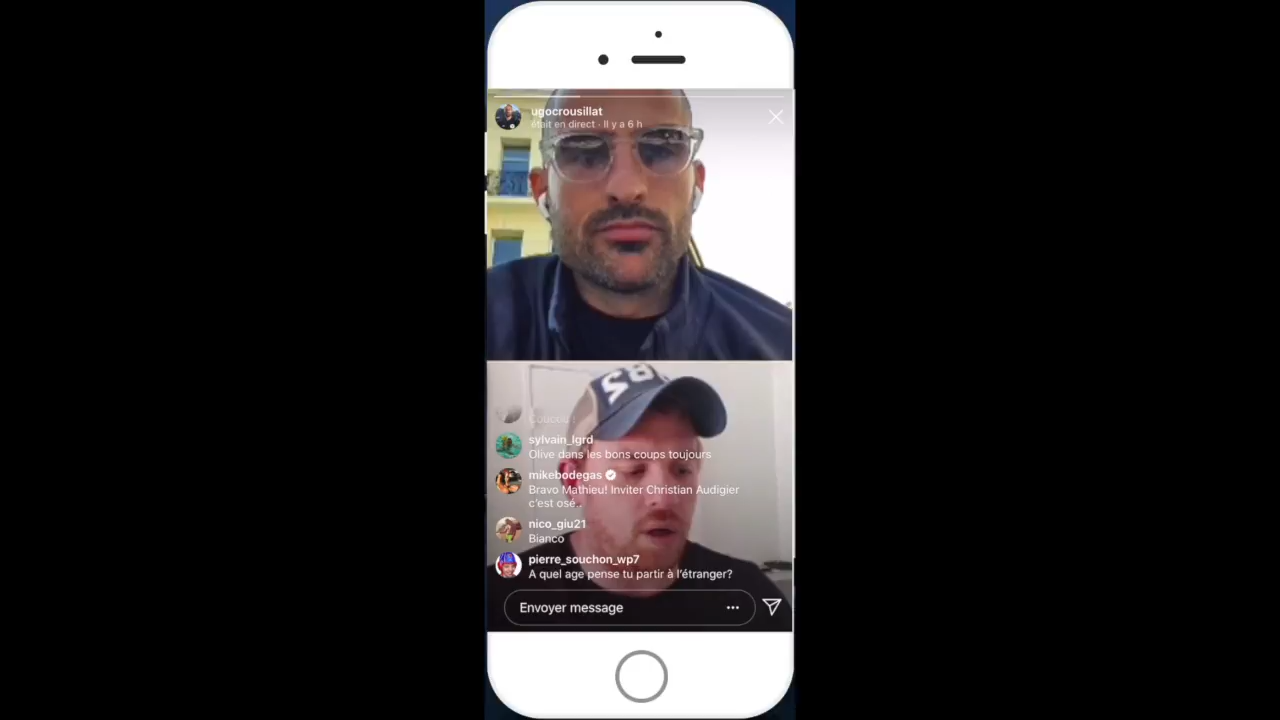 ugocrousillat
était en direct · Il y a 6 h
Coucou !
sylvain_lgrd
Olive dans les bons coups toujours
mikebodegas
Bravo Mathieu! Inviter Christian Audigier
c'est osé..
nico_giu21
Bianco
pierre_souchon_wp7
A quel age pense tu partir à l'étranger?
Envoyer message